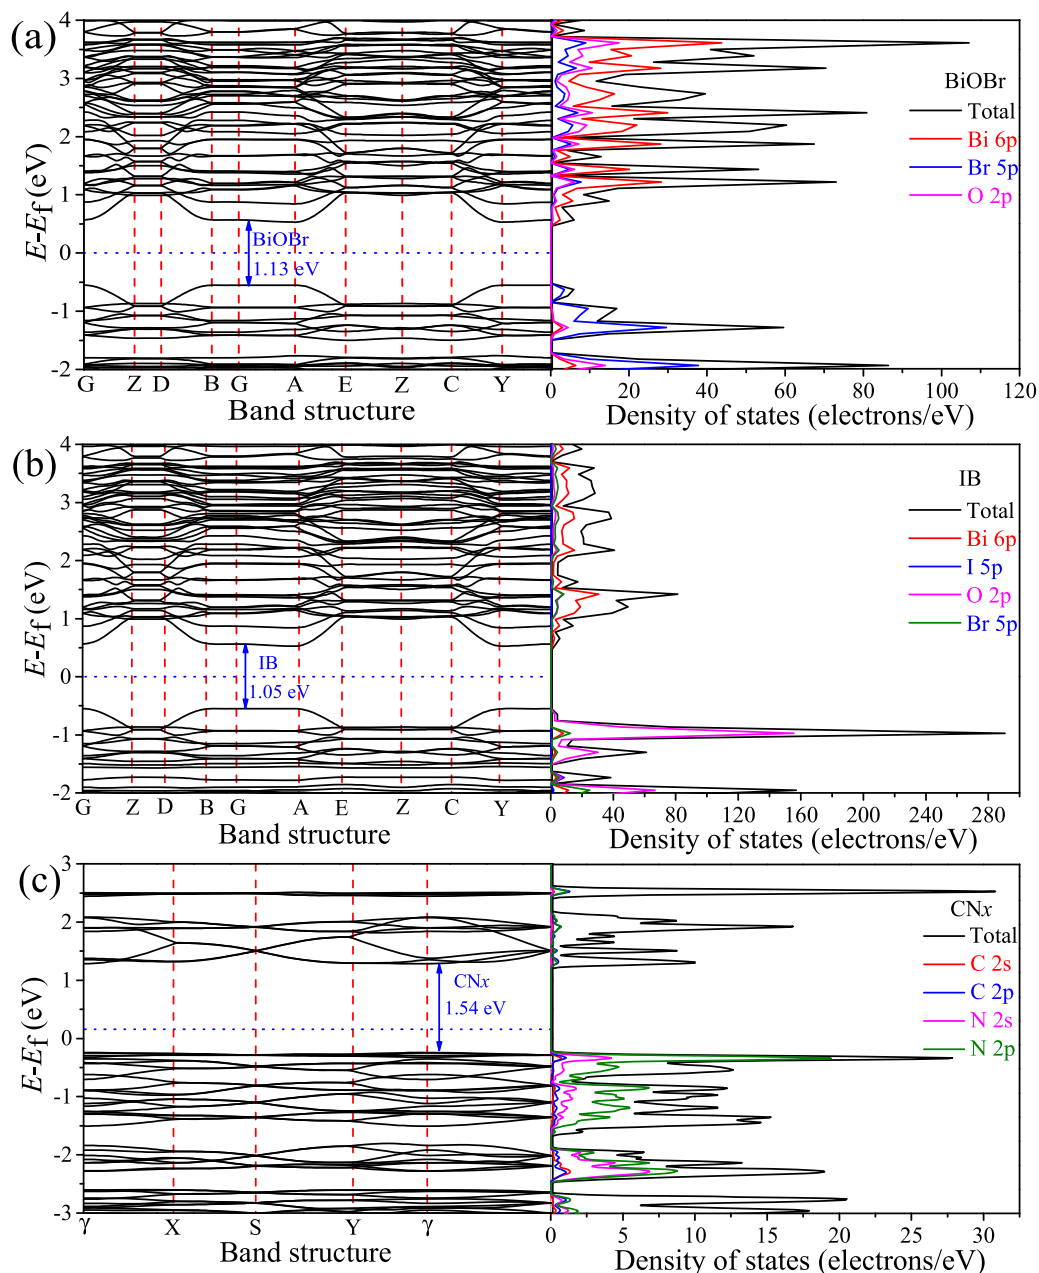 (a)
E-Ef (eV)
4
3
2
1
0
-1
-2
BiOBr
1.13 eV
G Z D B G A E Z C Y
Band structure
BiOBr
Total
Bi 6p
Br 5p
O 2p
0 20 40 60 80 100 120
Density of states (electrons/eV)
(b)
E-Ef (eV)
4
3
2
1
0
-1
-2
IB
1.05 eV
G Z D B G A E Z C Y
Band structure
IB
Total
Bi 6p
I 5p
O 2p
Br 5p
0 40 80 120 160 200 240 280
Density of states (electrons/eV)
(c)
E-Ef (eV)
3
2
1
0
-1
-2
-3
CNx
1.54 eV
γ X S Y γ
Band structure
CNx
Total
C 2s
C 2p
N 2s
N 2p
0 5 10 15 20 25 30
Density of states (electrons/eV)